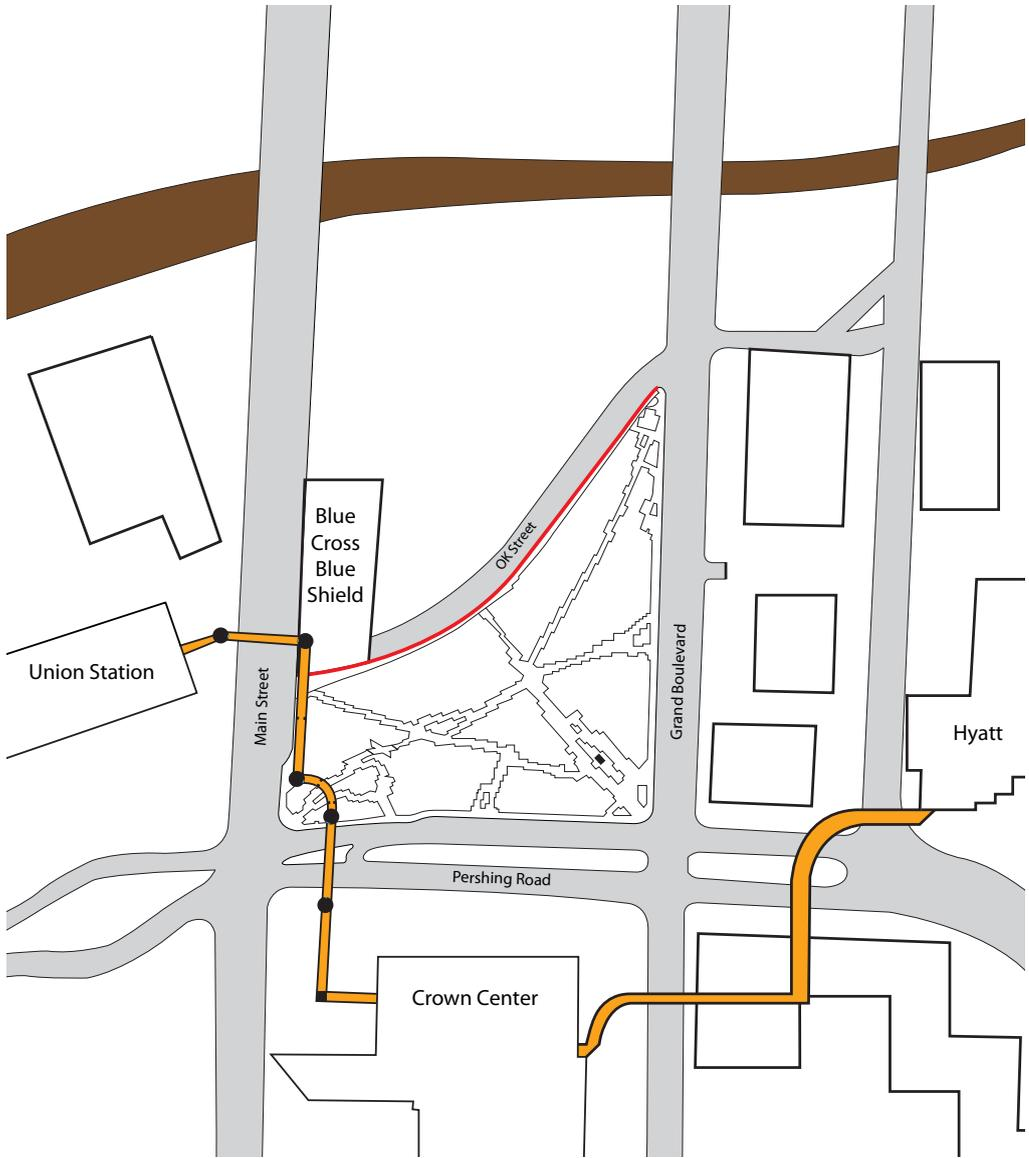 Blue
Cross
Blue
Shield
OK Street
Union Station
Main Street
Grand Boulevard
Hyatt
Pershing Road
Crown Center